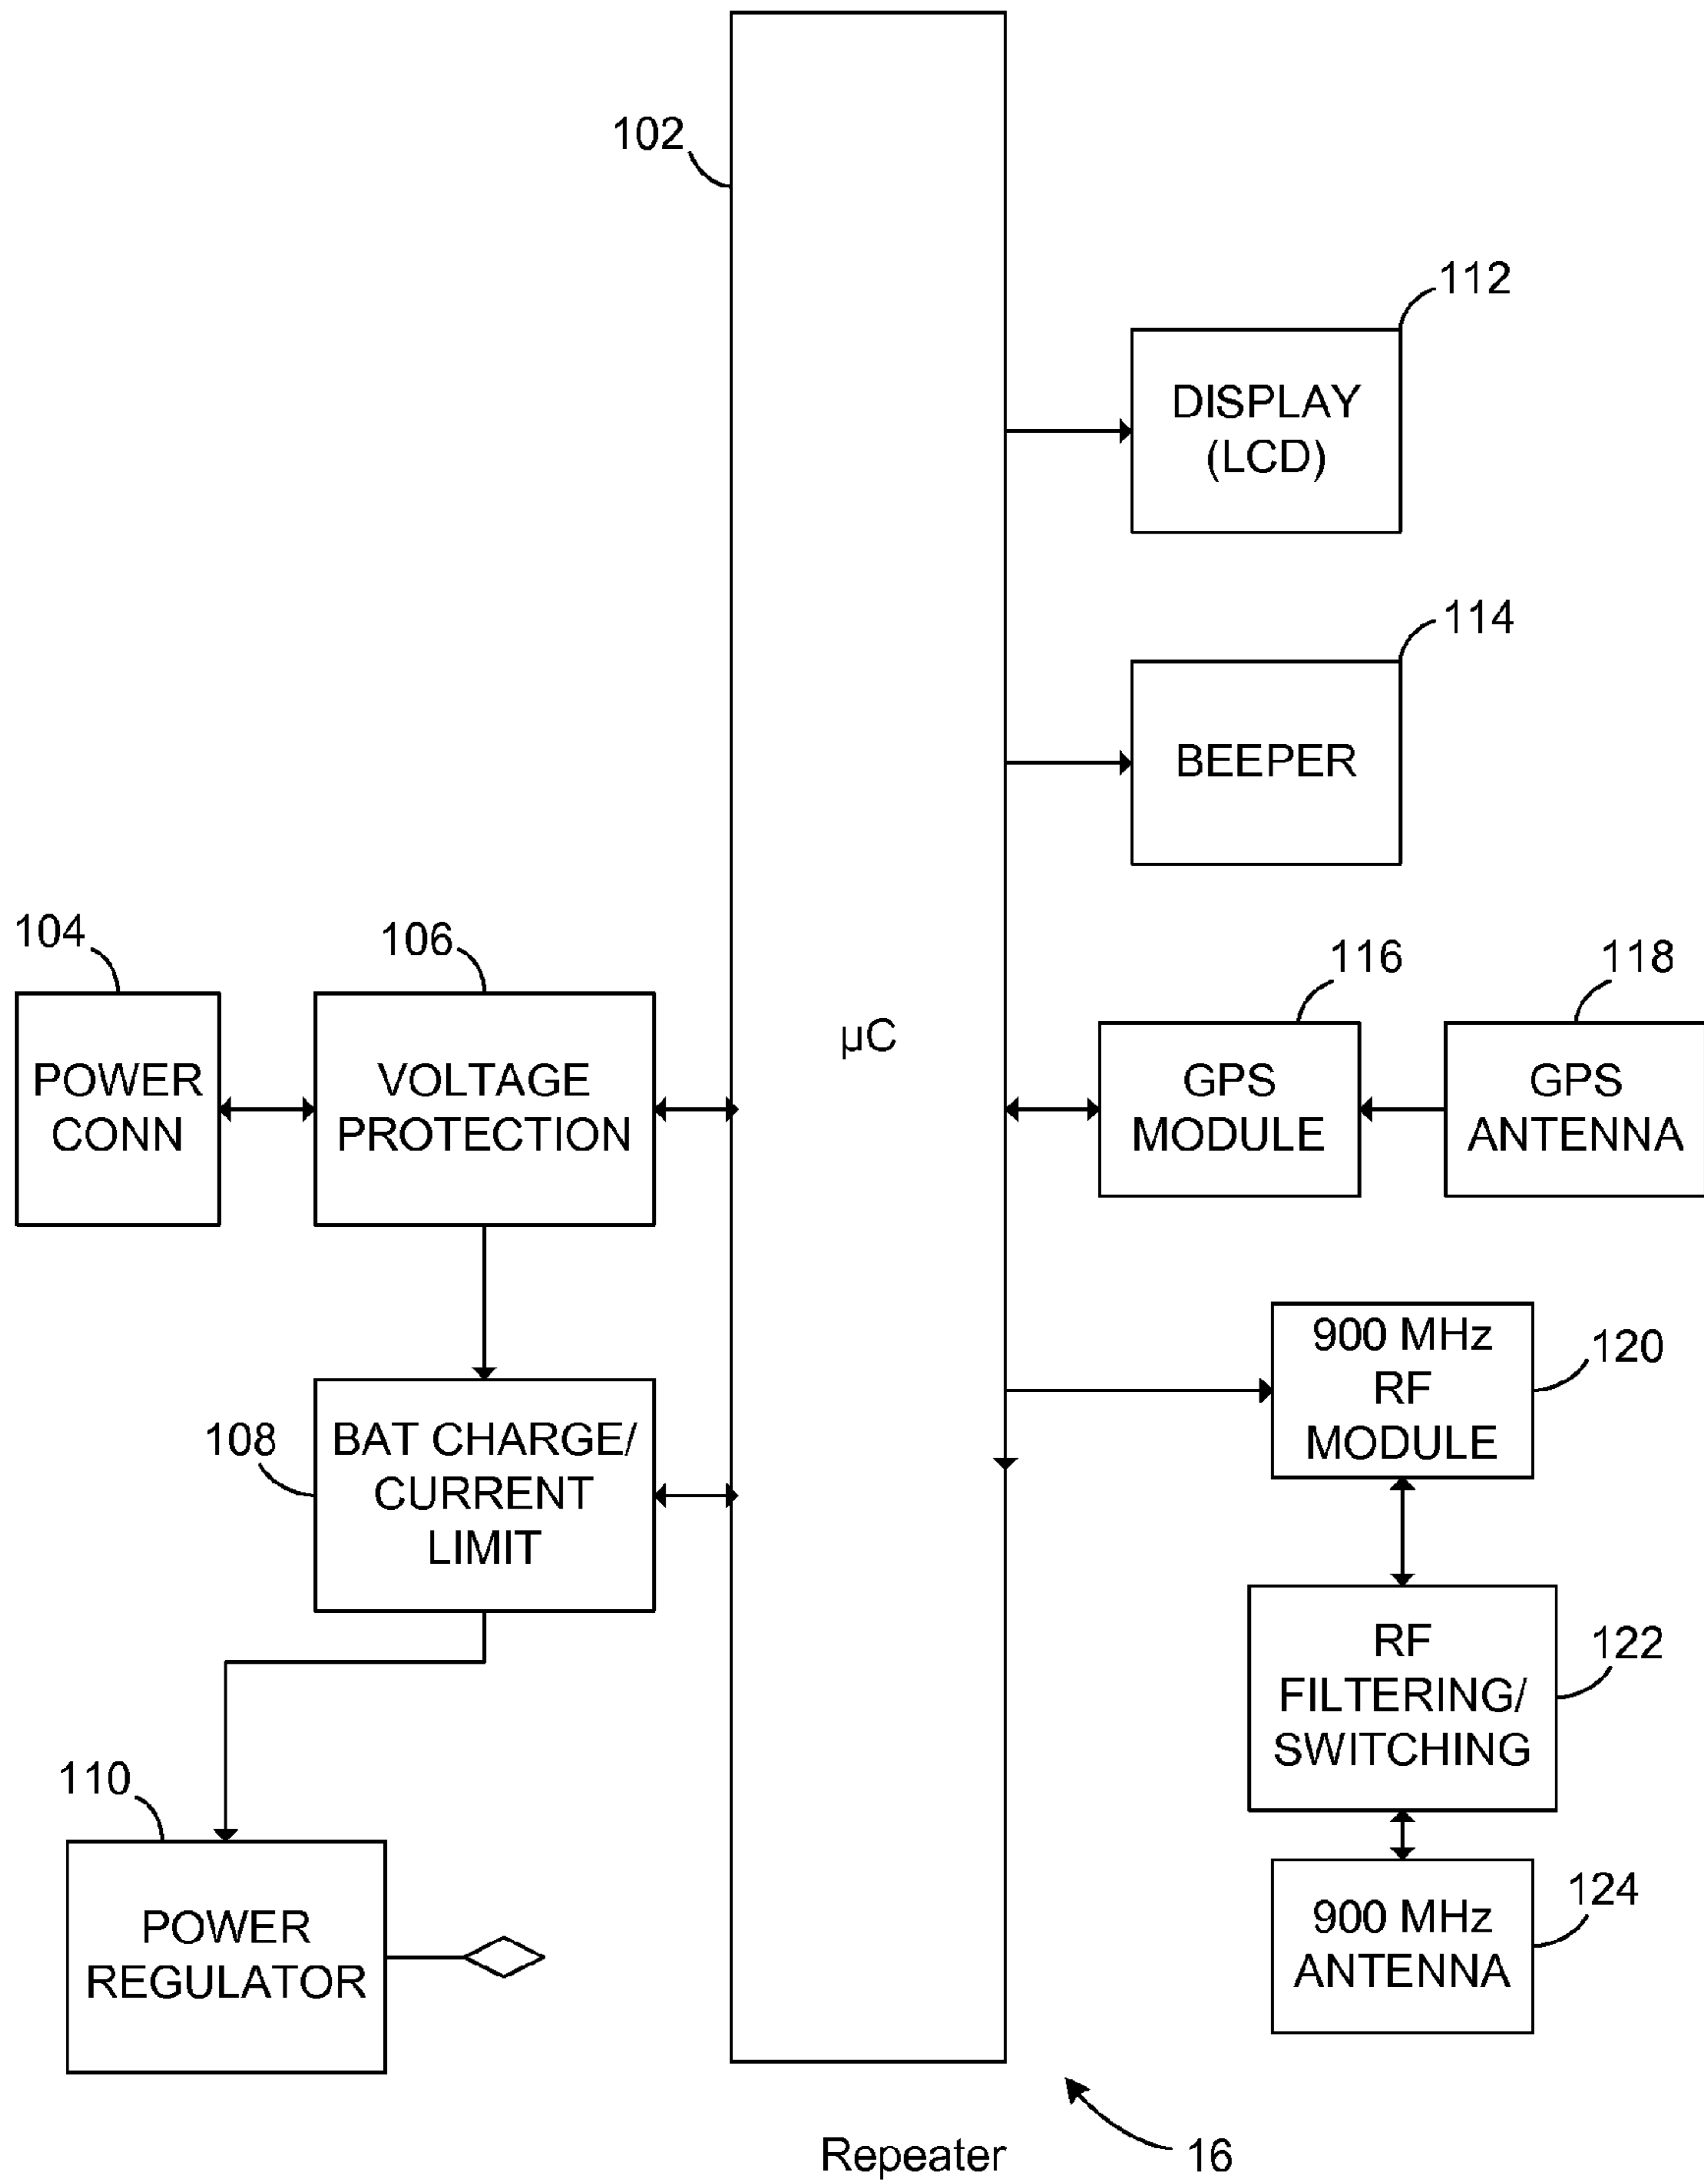 102
112
DISPLAY
(LCD)
114
BEEPER
104
106
116
118
POWER
CONN
VOLTAGE
PROTECTION
µC
GPS
MODULE
GPS
ANTENNA
108
BAT CHARGE/
CURRENT
LIMIT
900 MHz
RF
MODULE
120
RF
FILTERING/
SWITCHING
122
110
POWER
REGULATOR
900 MHz
ANTENNA
124
Repeater
16